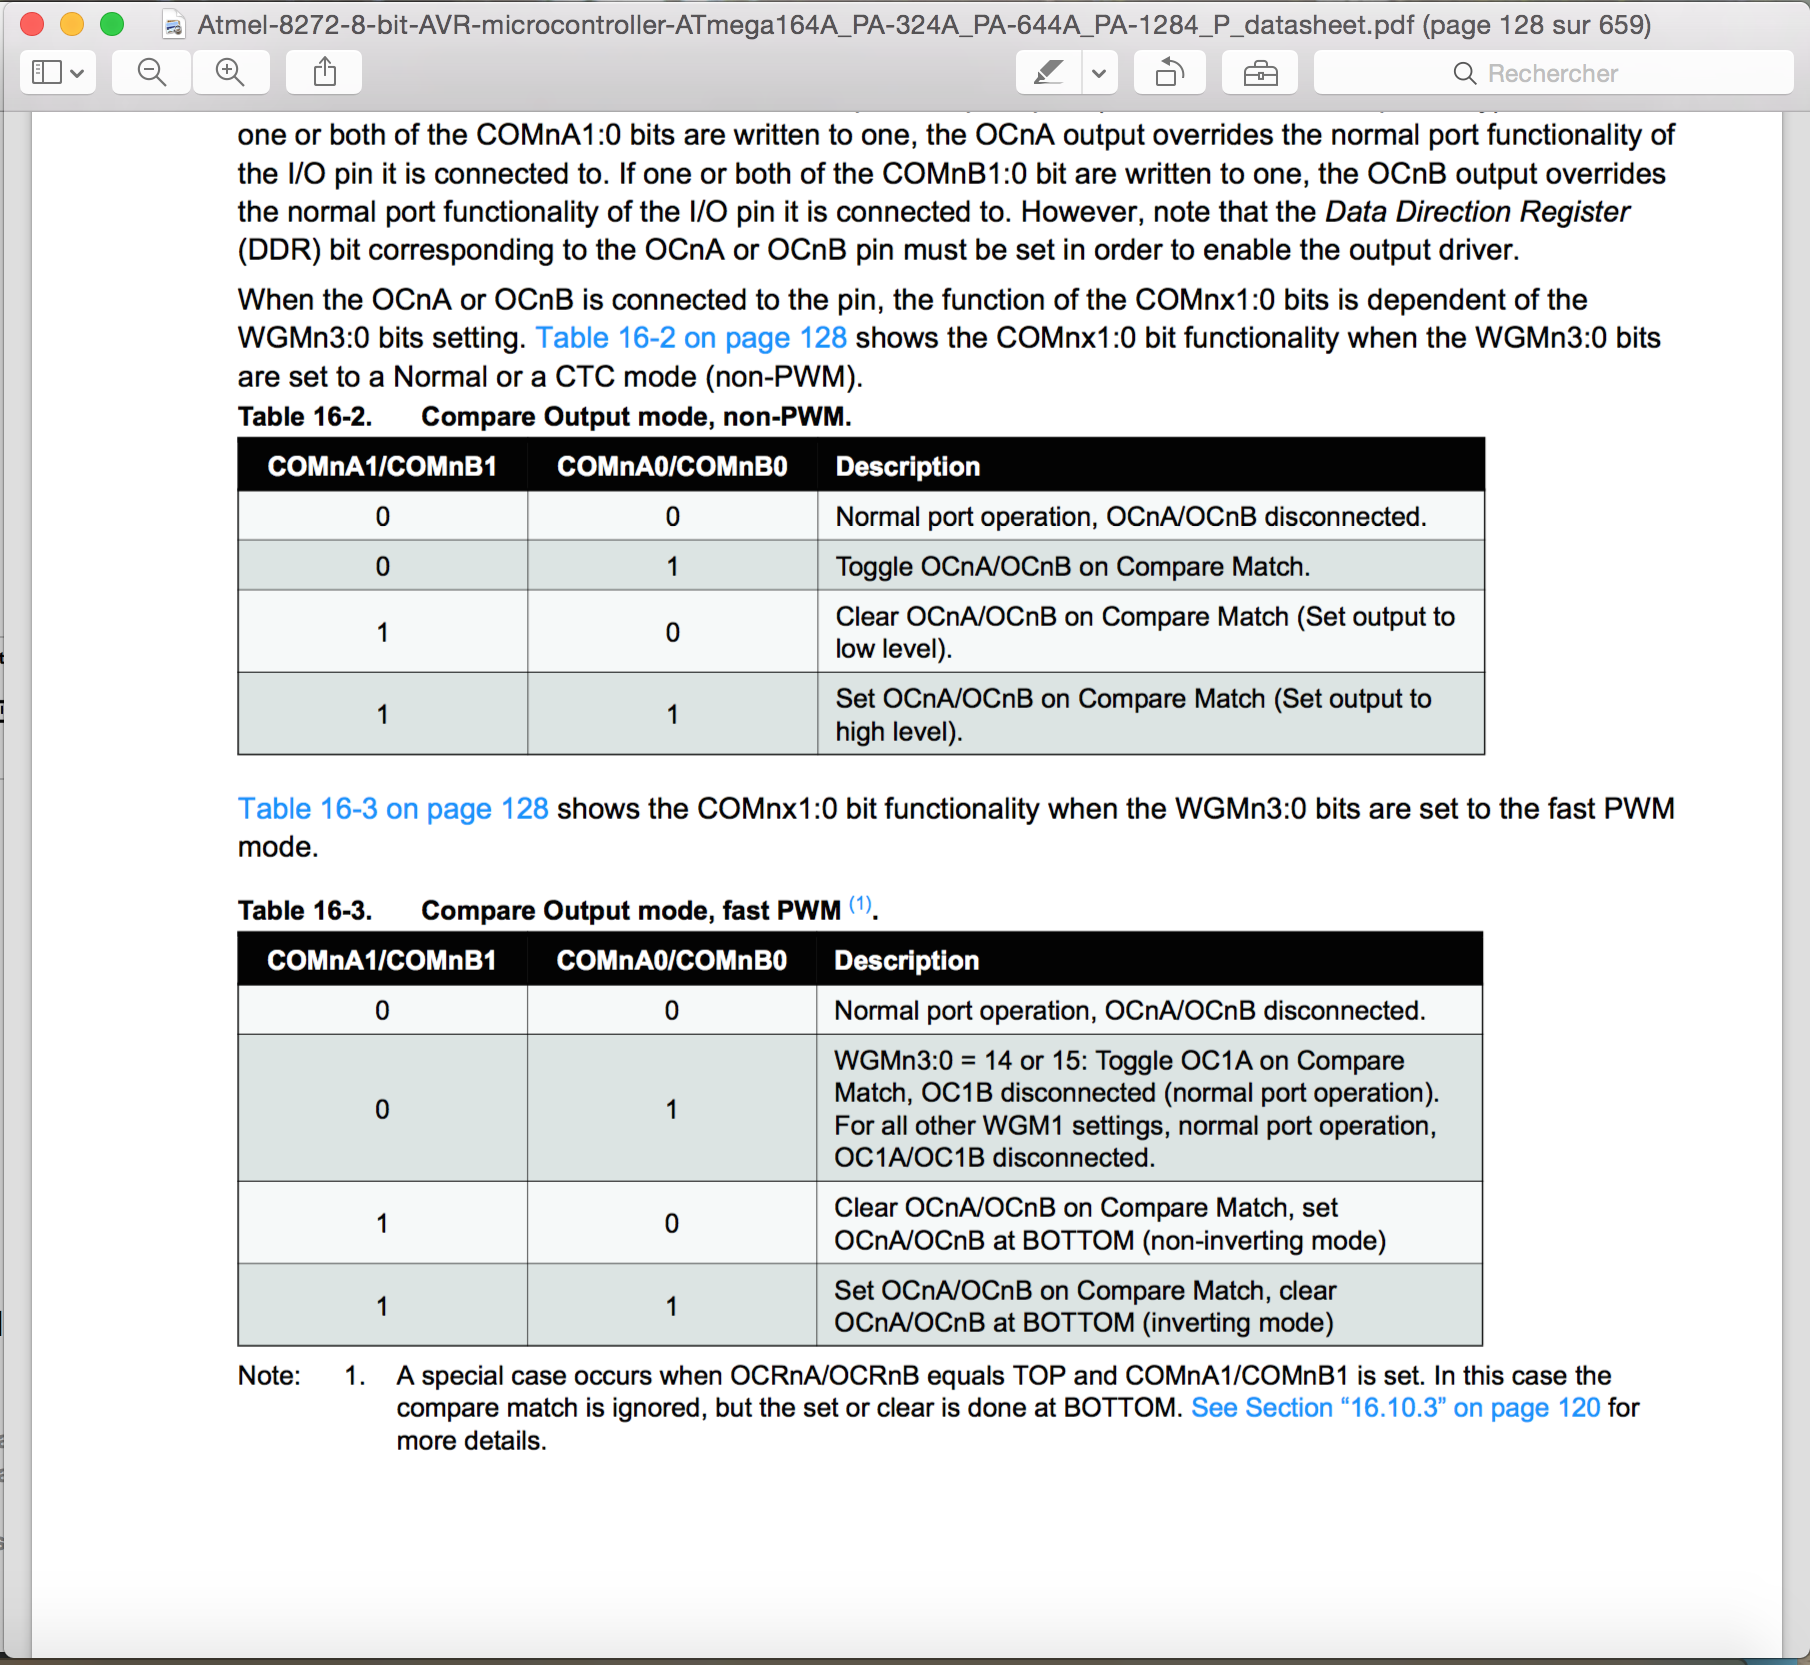 Atmel-8272-8-bit-AVR-microcontroller-ATmega164A_PA-324A_PA-644A_PA-1284_P_datasheet.pdf (page 128 sur 659)
Rechercher
one or both of the COMnA1:0 bits are written to one, the OCnA output overrides the normal port functionality of
the I/O pin it is connected to. If one or both of the COMnB1:0 bit are written to one, the OCnB output overrides
the normal port functionality of the I/O pin it is connected to. However, note that the Data Direction Register
(DDR) bit corresponding to the OCnA or OCnB pin must be set in order to enable the output driver.
When the OCnA or OCnB is connected to the pin, the function of the COMnx1:0 bits is dependent of the
WGMn3:0 bits setting. Table 16-2 on page 128 shows the COMnx1:0 bit functionality when the WGMn3:0 bits
are set to a Normal or a CTC mode (non-PWM).
Table 16-2. Compare Output mode, non-PWM.
COMnA1/COMnB1 COMnA0/COMnB0 Description
0 0 Normal port operation, OCnA/OCnB disconnected.
0 1 Toggle OCnA/OCnB on Compare Match.
1 0 Clear OCnA/OCnB on Compare Match (Set output to
low level).
1 1 Set OCnA/OCnB on Compare Match (Set output to
high level).
Table 16-3 on page 128 shows the COMnx1:0 bit functionality when the WGMn3:0 bits are set to the fast PWM
mode.
Table 16-3. Compare Output mode, fast PWM (1).
COMnA1/COMnB1 COMnA0/COMnB0 Description
0 0 Normal port operation, OCnA/OCnB disconnected.
0 1 WGMn3:0 = 14 or 15: Toggle OC1A on Compare
Match, OC1B disconnected (normal port operation).
For all other WGM1 settings, normal port operation,
OC1A/OC1B disconnected.
1 0 Clear OCnA/OCnB on Compare Match, set
OCnA/OCnB at BOTTOM (non-inverting mode)
1 1 Set OCnA/OCnB on Compare Match, clear
OCnA/OCnB at BOTTOM (inverting mode)
Note: 1. A special case occurs when OCRnA/OCRnB equals TOP and COMnA1/COMnB1 is set. In this case the
compare match is ignored, but the set or clear is done at BOTTOM. See Section “16.10.3” on page 120 for
more details.